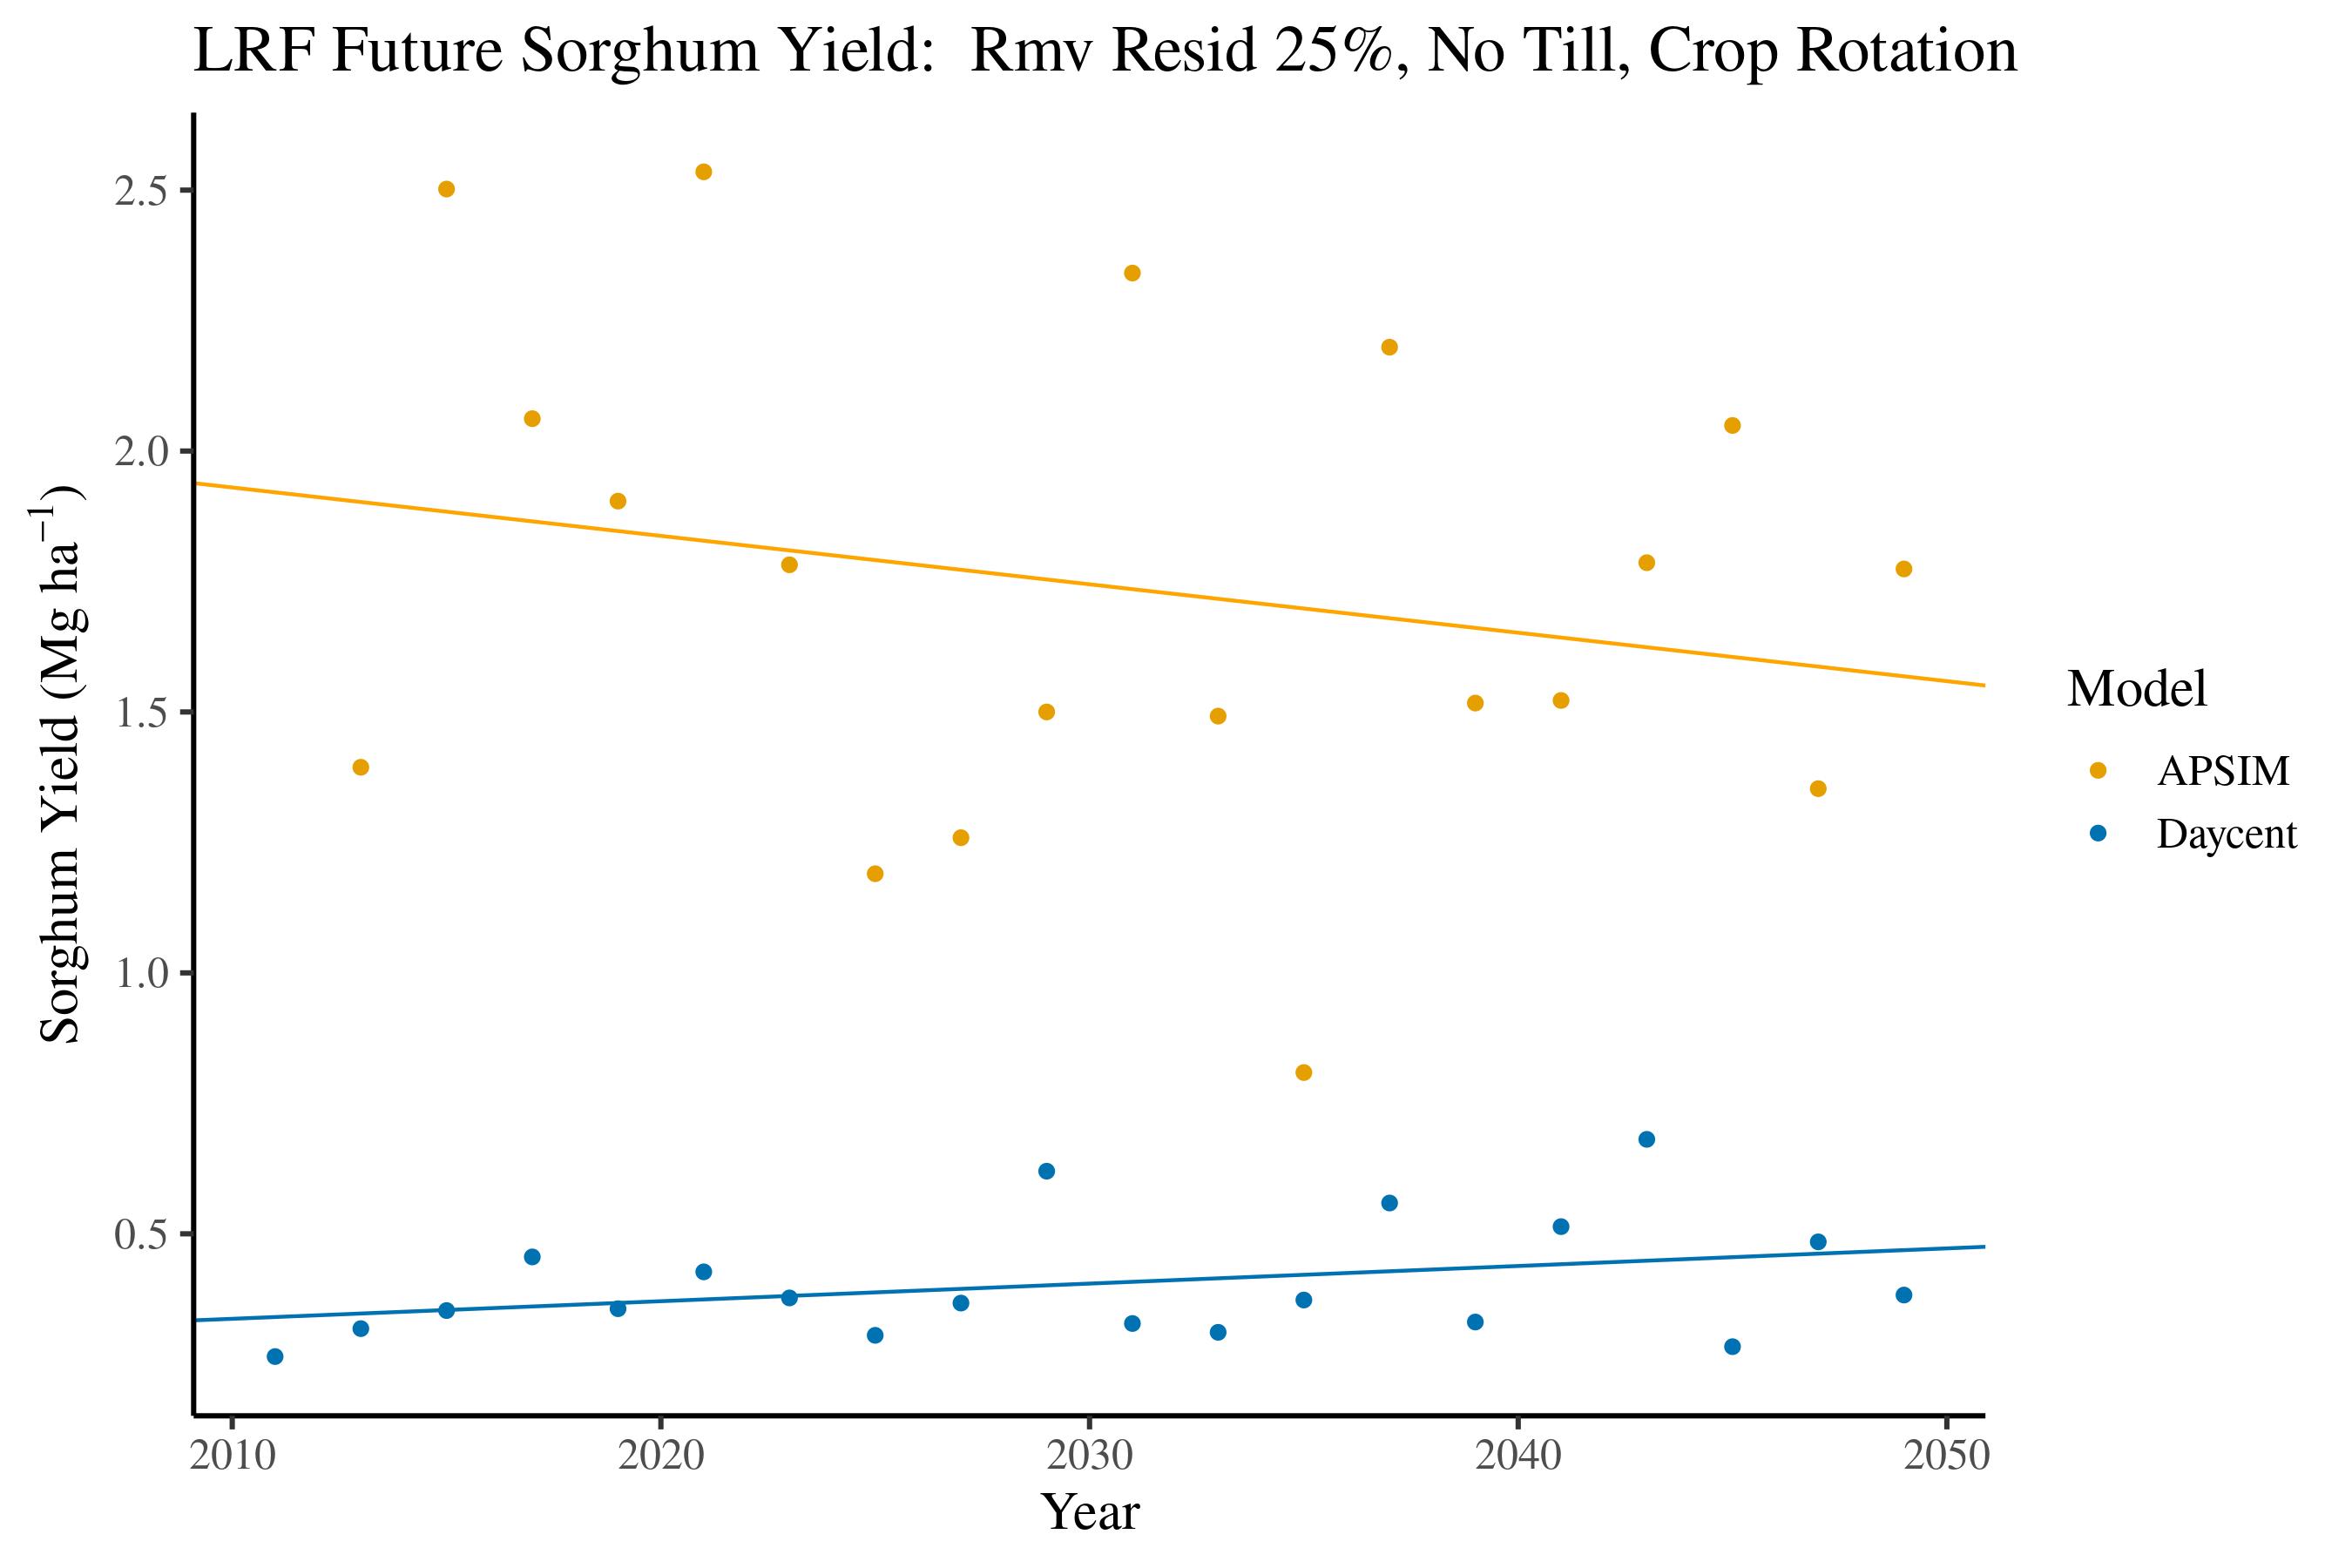 LRF Future Sorghum Yield:  Rmv Resid 25%, No Till, Crop Rotation
Sorghum Yield (Mg ha⁻¹)
2.5
2.0
1.5
1.0
0.5
2010 2020 2030 2040 2050
Year
Model
APSIM
Daycent